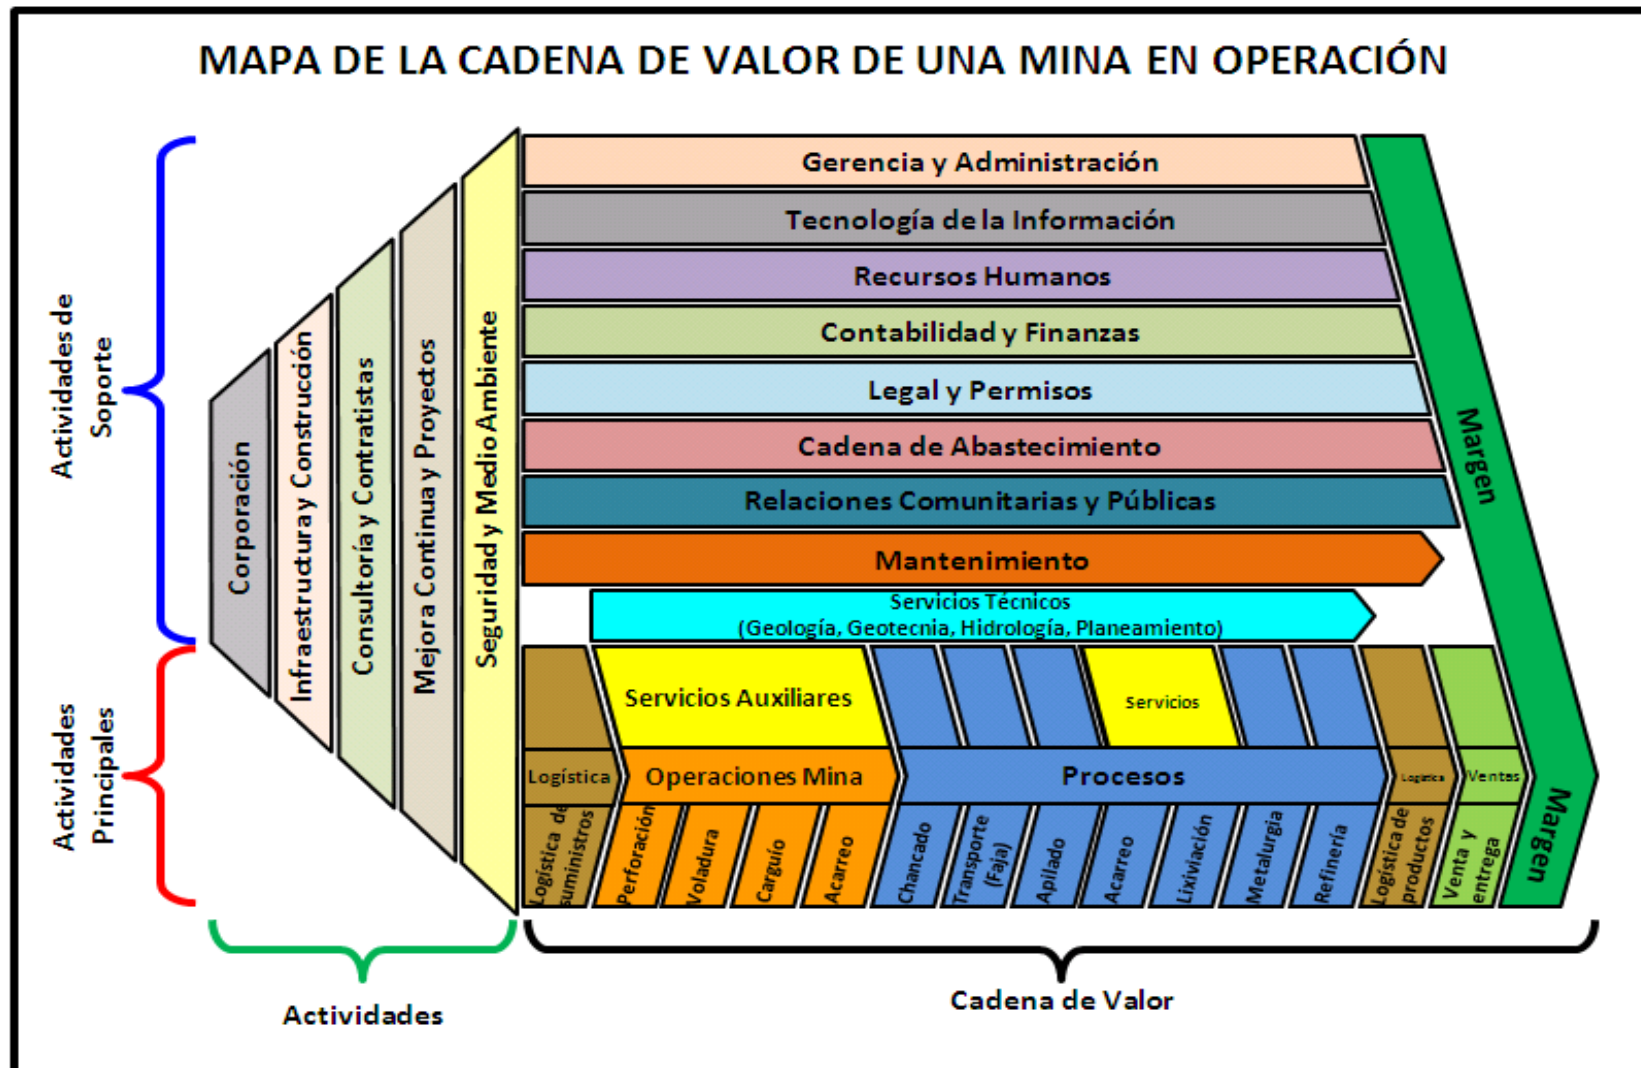 MAPA DE LA CADENA DE VALOR DE UNA MINA EN OPERACIÓN
Actividades de
Soporte
Actividades
Principales
Corporación
Infraestructura y Construcción
Consultoría y Contratistas
Mejora Continua y Proyectos
Seguridad y Medio Ambiente
Gerencia y Administración
Tecnología de la Información
Recursos Humanos
Contabilidad y Finanzas
Legal y Permisos
Cadena de Abastecimiento
Relaciones Comunitarias y Públicas
Mantenimiento
Servicios Técnicos
(Geología, Geotecnia, Hidrología, Planeamiento)
Margen
Servicios Auxiliares
Servicios
Logística
Operaciones Mina
Procesos
Logística
Ventas
Logística de
suministros
Perforación
Voladura
Carguío
Acarreo
Chancado
Transporte
(Faja)
Apilado
Acarreo
Lixiviación
Metalurgia
Refinería
Logística de
productos
Venta y
entrega
Margen
Actividades
Cadena de Valor